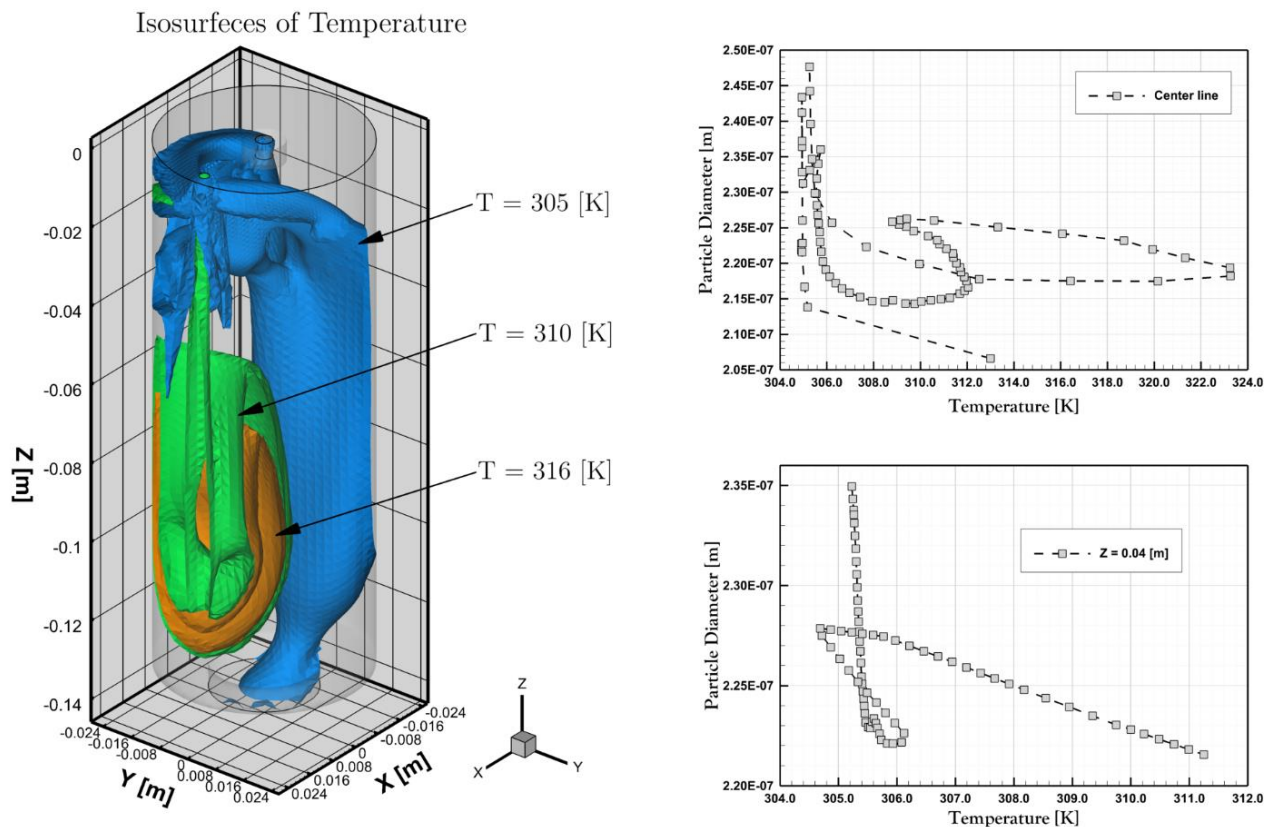 Isosurfeces of Temperature
T = 305 [K]
T = 310 [K]
T = 316 [K]
0
-0.02
-0.04
-0.06
-0.08
-0.1
-0.12
-0.14
Z [m]
-0.024
-0.016
-0.008
0
0.008
0.016
0.024
Y [m]
-0.024
-0.016
-0.008
0
0.008
0.016
0.024
X [m]
Z
X
Y
2.50E-07
2.45E-07
2.40E-07
2.35E-07
2.30E-07
2.25E-07
2.20E-07
2.15E-07
2.10E-07
2.05E-07
Particle Diameter [m]
Center line
304.0 306.0 308.0 310.0 312.0 314.0 316.0 318.0 320.0 322.0 324.0
Temperature [K]
2.35E-07
2.30E-07
2.25E-07
2.20E-07
Particle Diameter [m]
Z = 0.04 [m]
304.0 305.0 306.0 307.0 308.0 309.0 310.0 311.0 312.0
Temperature [K]